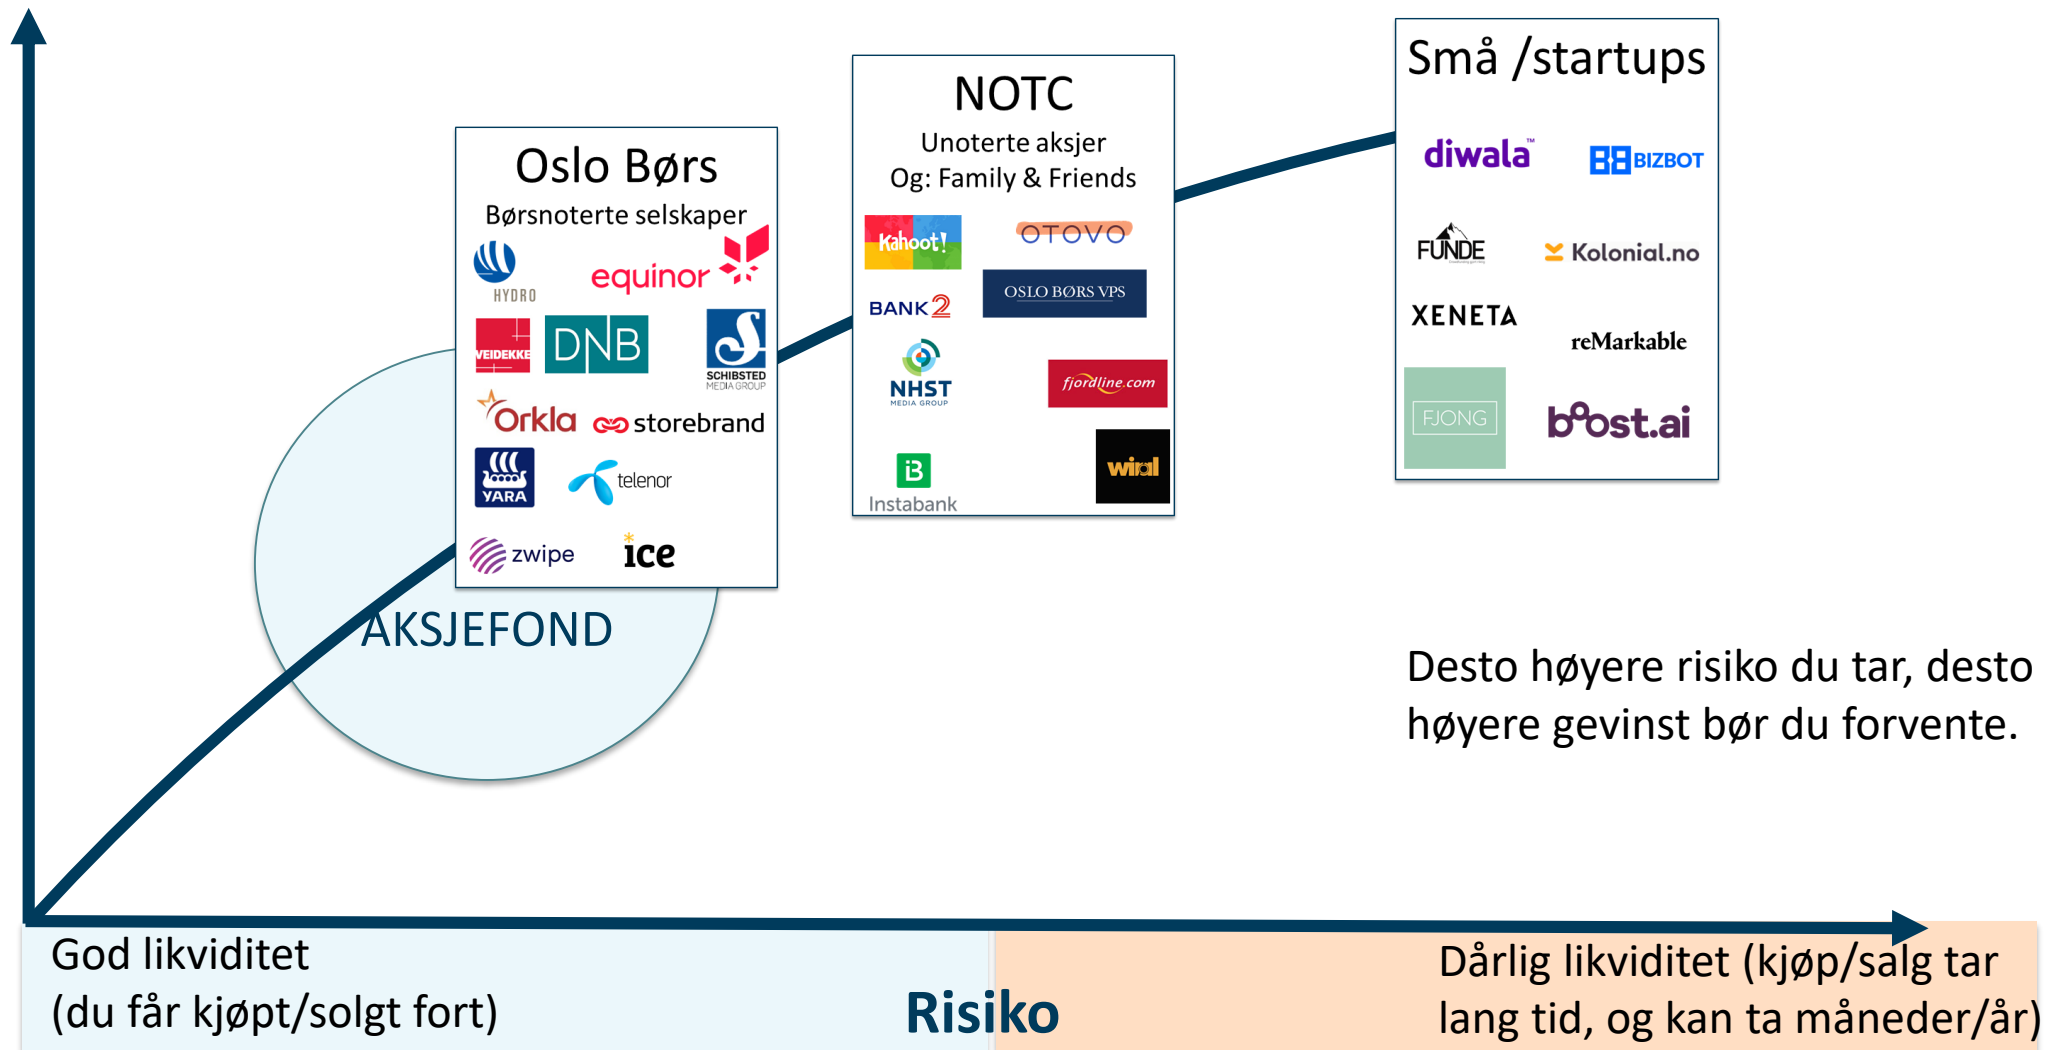 Små /startups
diwala™
BIZBOT
FUNDE
Kolonial.no
XENETA
reMarkable
FJONG
boost.ai
NOTC
Unoterte aksjer
Og: Family & Friends
Kahoot!
OTOVO
BANK2
OSLO BØRS VPS
NHST
MEDIA GROUP
fjordline.com
wiral
Instabank
Oslo Børs
Børsnoterte selskaper
HYDRO
equinor
VEIDEKKE
DNB
SCHIBSTED
MEDIA GROUP
Orkla
storebrand
YARA
telenor
zwipe
ice
AKSJEFOND
Desto høyere risiko du tar, desto
høyere gevinst bør du forvente.
God likviditet
(du får kjøpt/solgt fort)
Risiko
Dårlig likviditet (kjøp/salg tar
lang tid, og kan ta måneder/år)